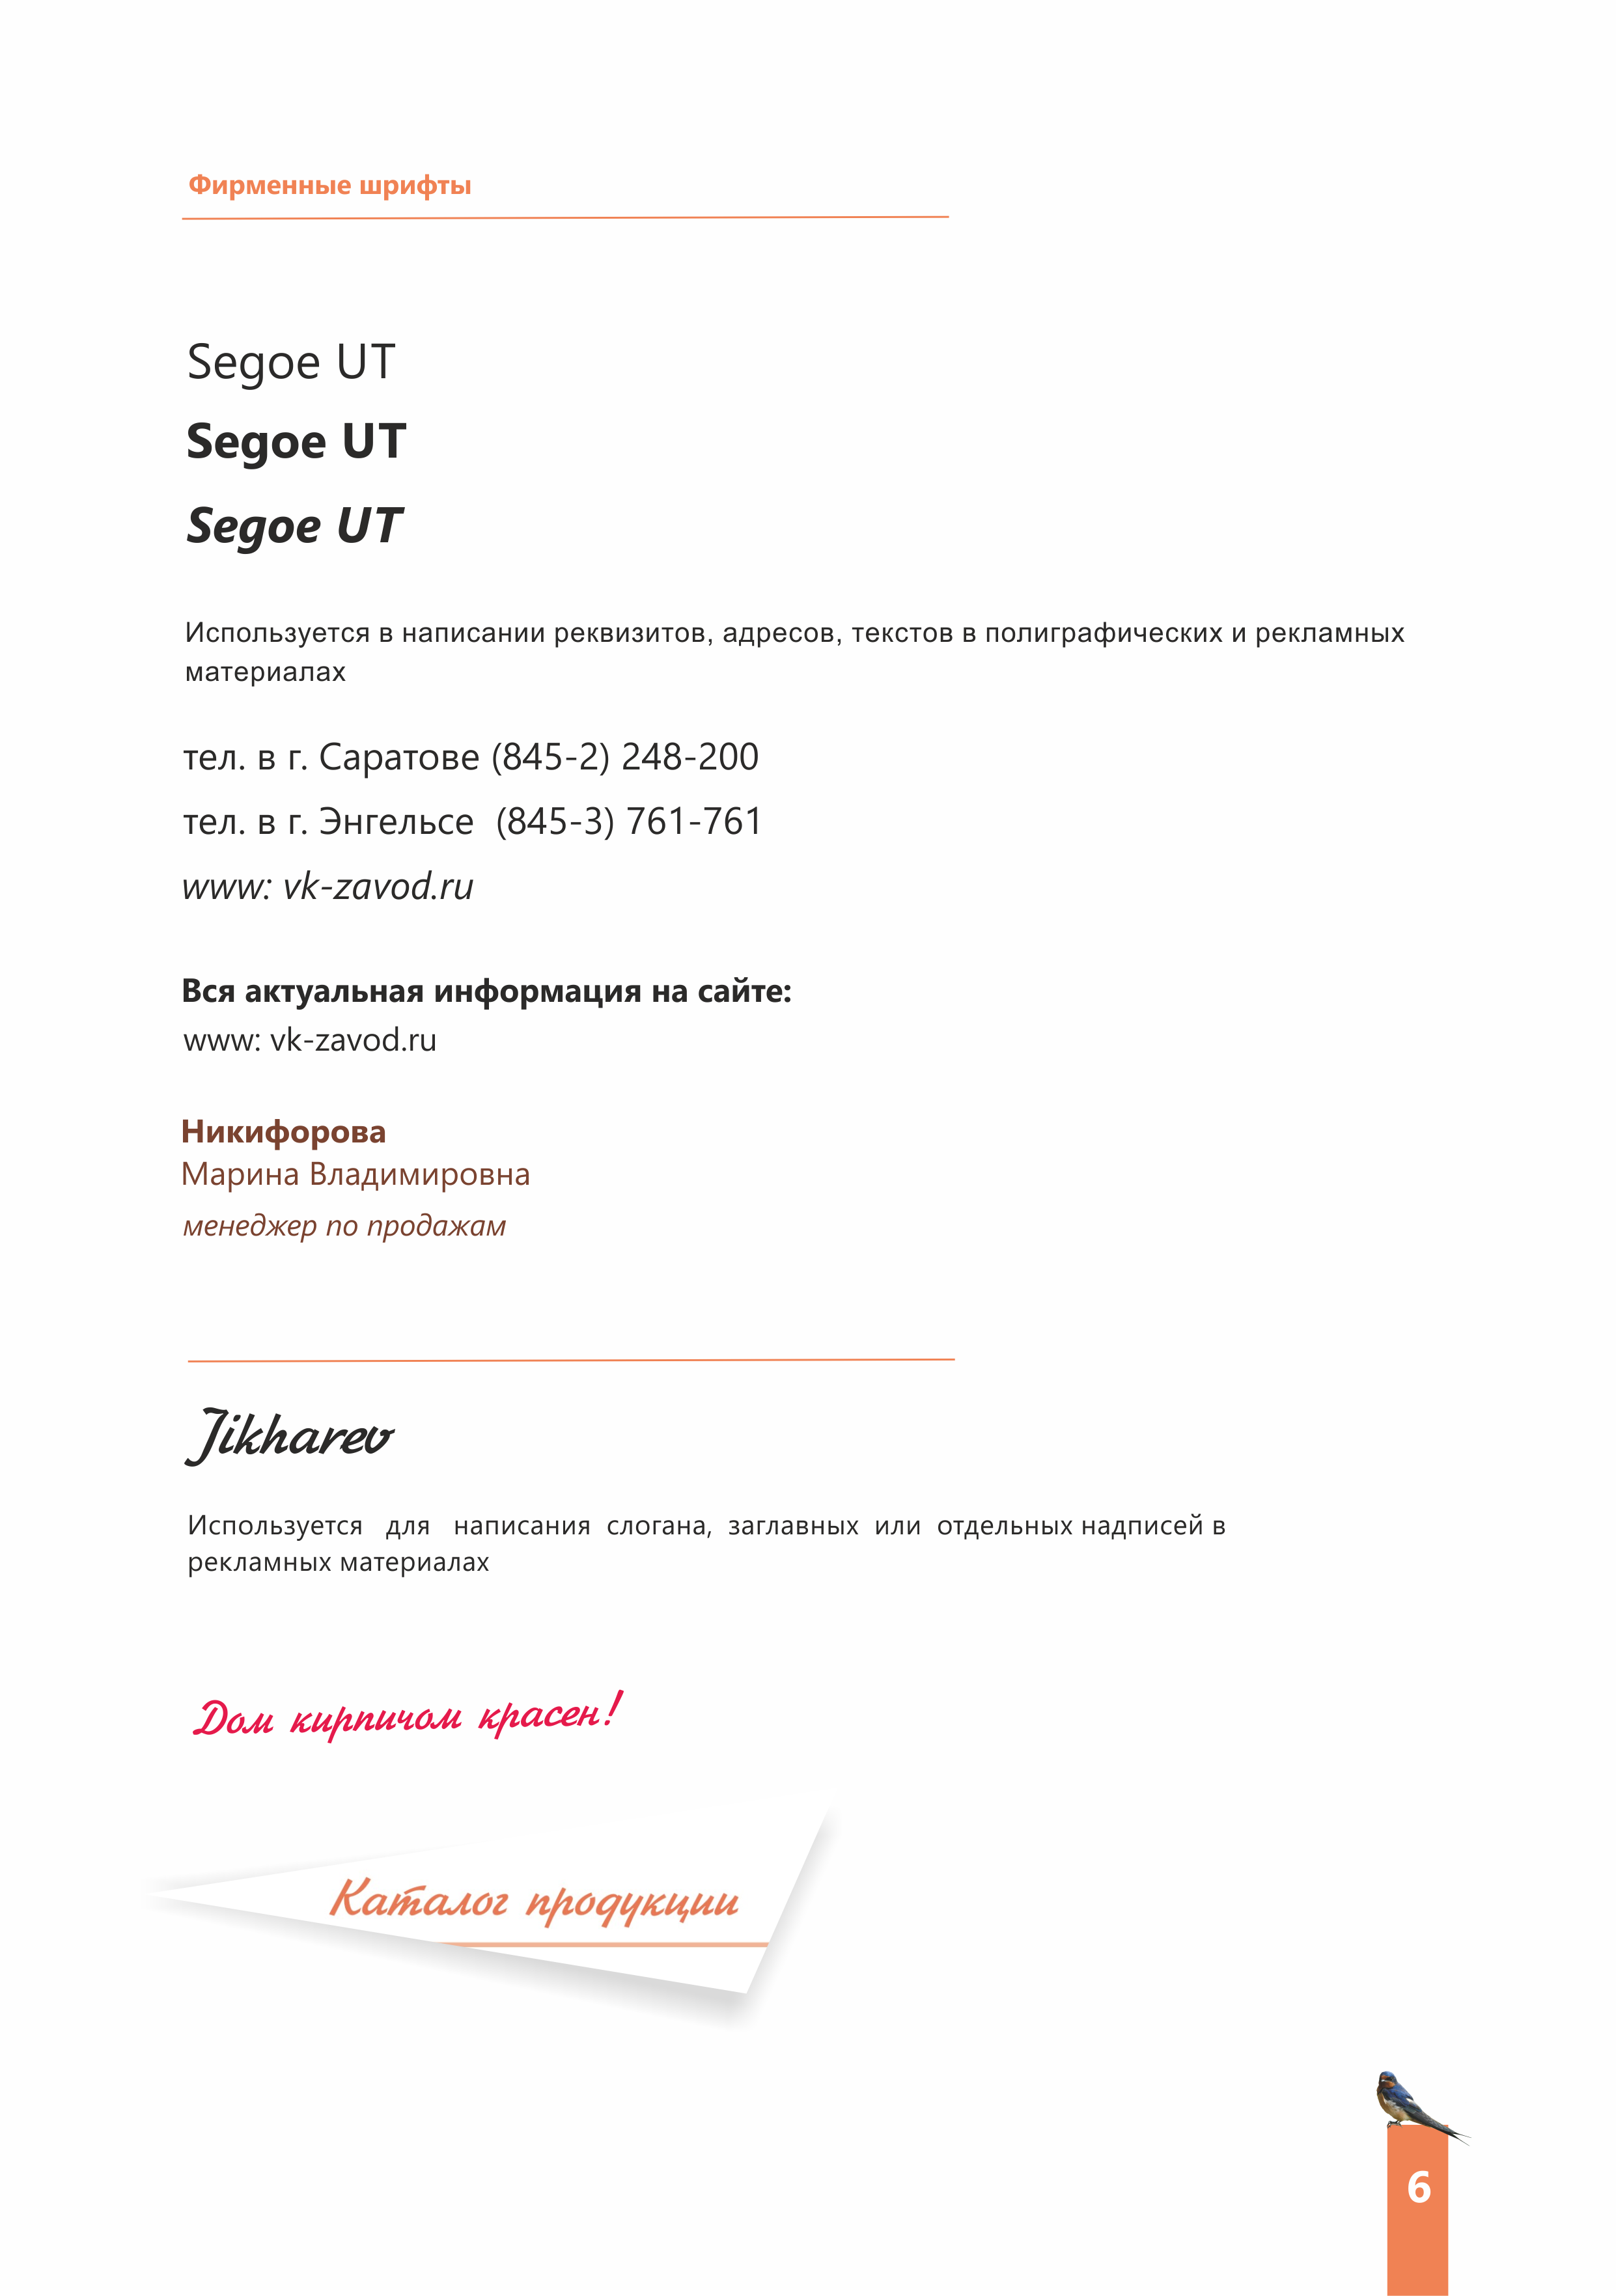 Фирменные шрифты
Segoe UT
Segoe UT
Segoe UT
Используется в написании реквизитов, адресов, текстов в полиграфических и рекламных
материалах
тел. в г. Саратове (845-2) 248-200
тел. в г. Энгельсе (845-3) 761-761
www: vk-zavod.ru
Вся актуальная информация на сайте:
www: vk-zavod.ru
Никифорова
Марина Владимировна
менеджер по продажам
Jikharev
Используется для написания слогана, заглавных или отдельных надписей в
рекламных материалах
Дом кирпичом красен!
Каталог продукции
6